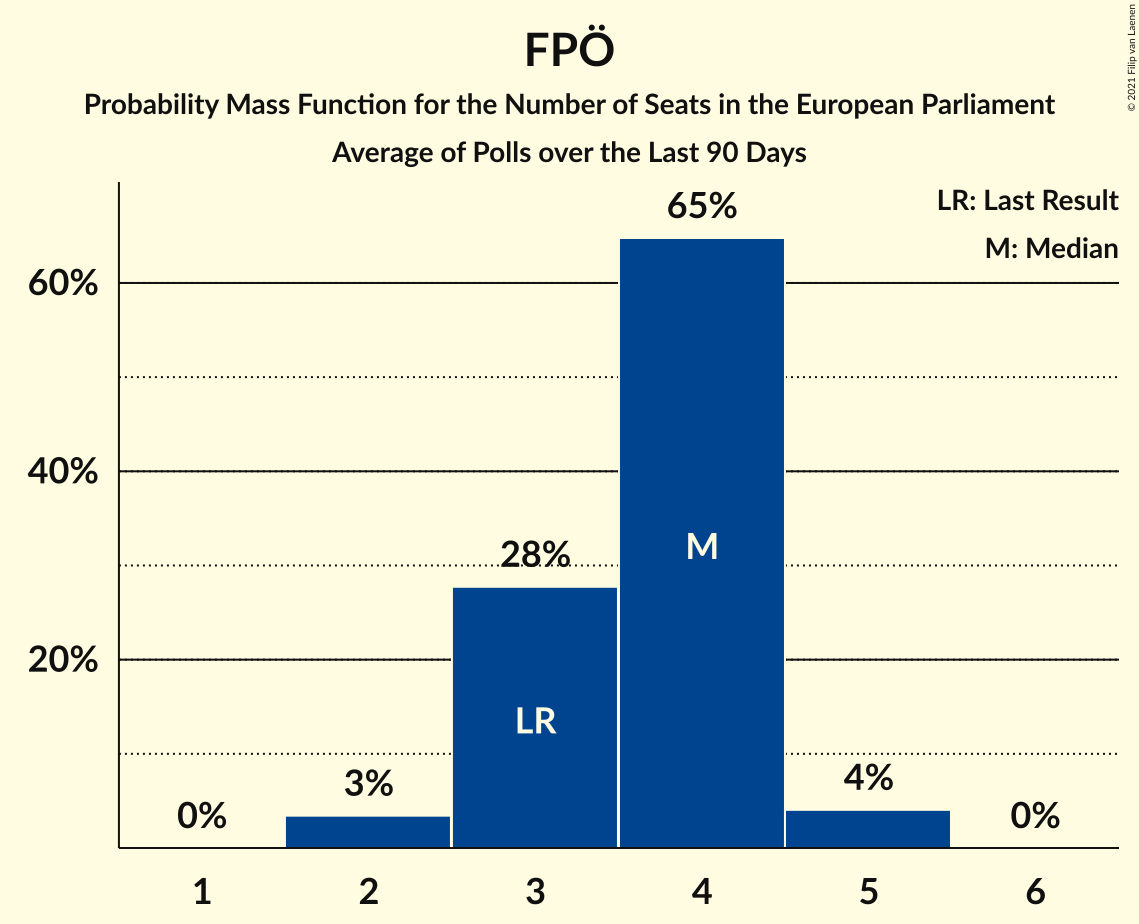 FPÖ
Probability Mass Function for the Number of Seats in the European Parliament
Average of Polls over the Last 90 Days
© 2021 Filip van Laenen
LR: Last Result
M: Median
65%
60%
40%
28%
M
20%
LR
3%
4%
0%
0%
1 2 3 4 5 6